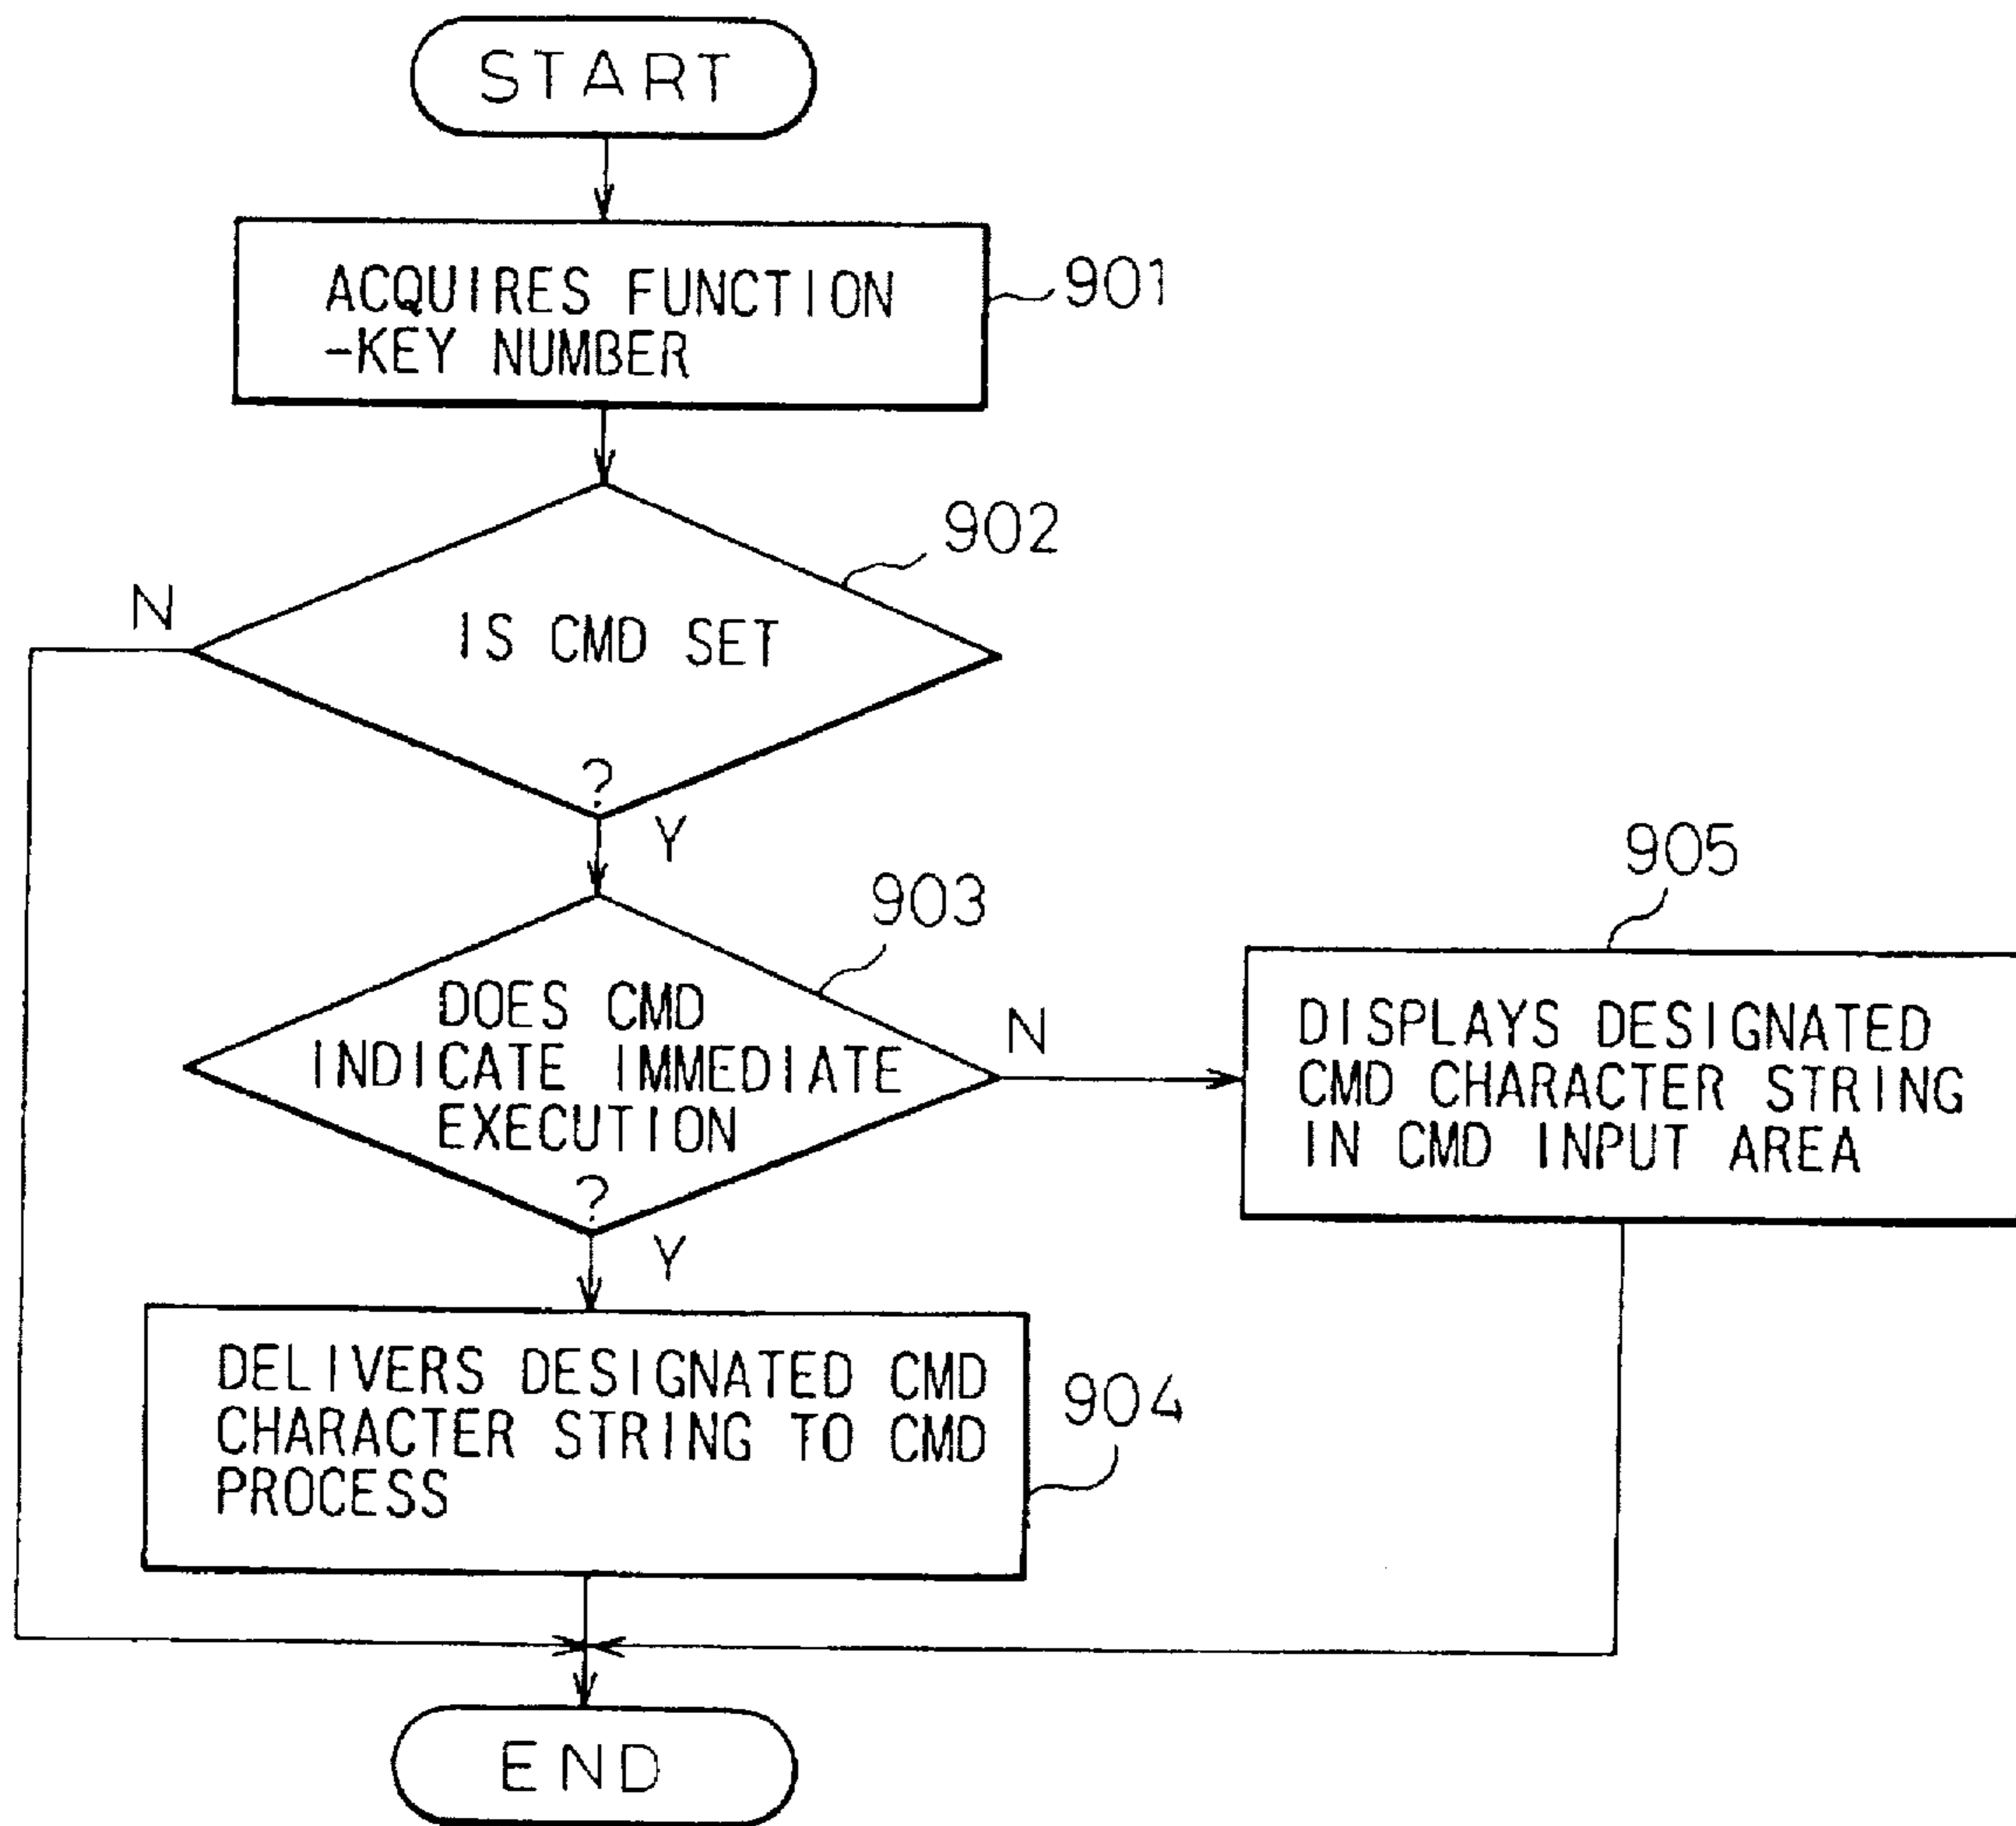 START
ACQUIRES FUNCTION
-KEY NUMBER
901
902
N
IS CMD SET
?
Y
903
905
DOES CMD
INDICATE IMMEDIATE
EXECUTION
?
N
DISPLAYS DESIGNATED
CMD CHARACTER STRING
IN CMD INPUT AREA
Y
DELIVERS DESIGNATED CMD
CHARACTER STRING TO CMD
PROCESS
904
END